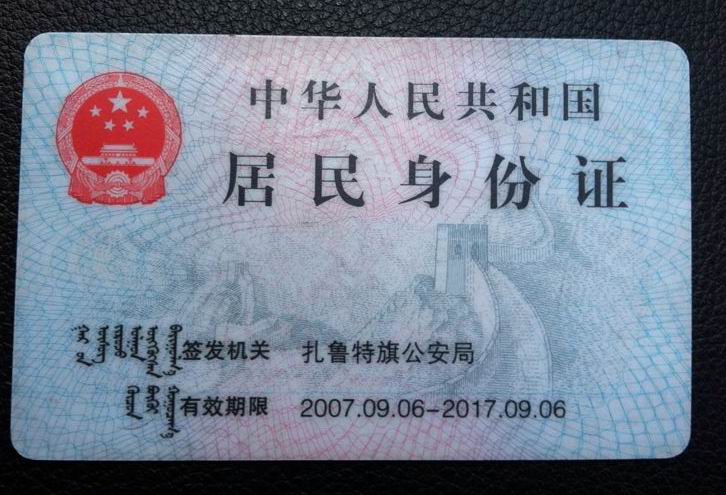 中华人民共和国
居民身份证
签发机关 扎鲁特旗公安局
有效期限 2007.09.06-2017.09.06